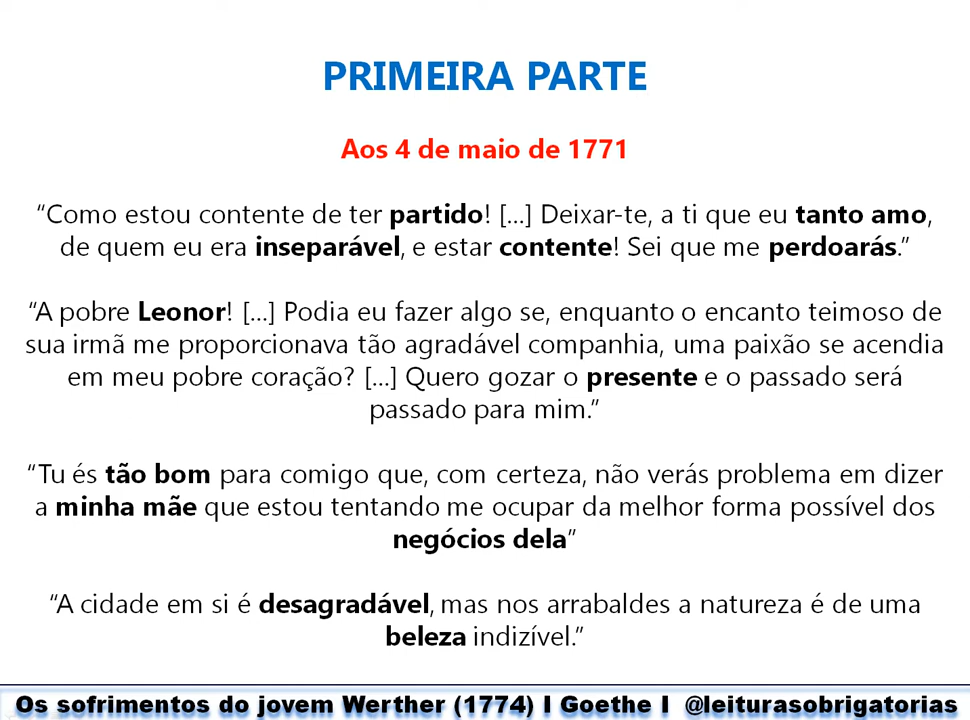 PRIMEIRA PARTE
Aos 4 de maio de 1771
“Como estou contente de ter partido! [...] Deixar-te, a ti que eu tanto amo,
de quem eu era inseparável, e estar contente! Sei que me perdoarás.”
“A pobre Leonor! [...] Podia eu fazer algo se, enquanto o encanto teimoso de
sua irmã me proporcionava tão agradável companhia, uma paixão se acendia
em meu pobre coração? [...] Quero gozar o presente e o passado será
passado para mim.”
“Tu és tão bom para comigo que, com certeza, não verás problema em dizer
a minha mãe que estou tentando me ocupar da melhor forma possível dos
negócios dela”
“A cidade em si é desagradável, mas nos arrabaldes a natureza é de uma
beleza indizível.”
Os sofrimentos do jovem Werther (1774) I Goethe I @leiturasobrigatorias